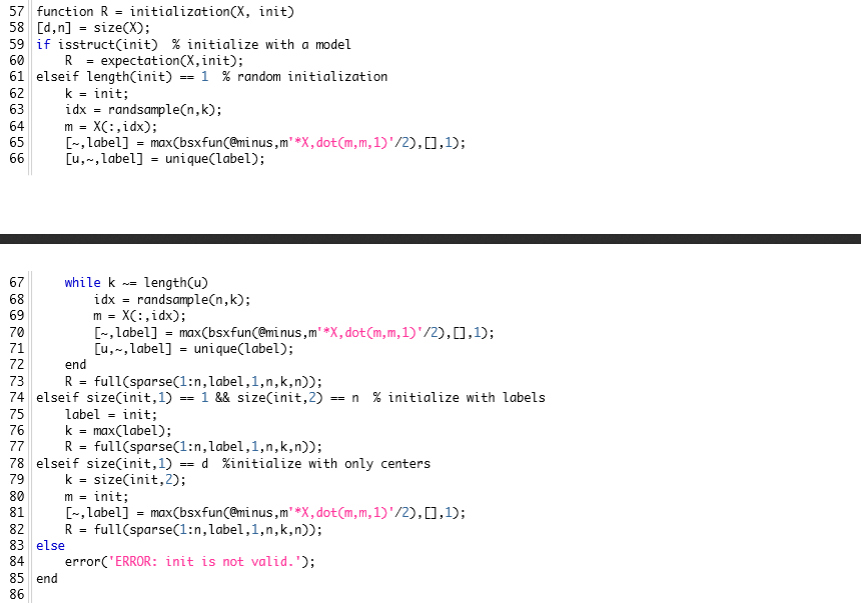 57 function R = initialization(X, init)
58 [d,n] = size(X);
59 if isstruct(init)  % initialize with a model
60     R  = expectation(X,init);
61 elseif length(init) == 1  % random initialization
62     k = init;
63     idx = randsample(n,k);
64     m = X(:,idx);
65     [~,label] = max(bsxfun(@minus,m'*X,dot(m,m,1)'/2),[],1);
66     [u,~,label] = unique(label);
67     while k ~= length(u)
68         idx = randsample(n,k);
69         m = X(:,idx);
70         [~,label] = max(bsxfun(@minus,m'*X,dot(m,m,1)'/2),[],1);
71         [u,~,label] = unique(label);
72     end
73     R = full(sparse(1:n,label,1,n,k,n));
74 elseif size(init,1) == 1 && size(init,2) == n  % initialize with labels
75     label = init;
76     k = max(label);
77     R = full(sparse(1:n,label,1,n,k,n));
78 elseif size(init,1) == d  %initialize with only centers
79     k = size(init,2);
80     m = init;
81     [~,label] = max(bsxfun(@minus,m'*X,dot(m,m,1)'/2),[],1);
82     R = full(sparse(1:n,label,1,n,k,n));
83 else
84     error('ERROR: init is not valid.');
85 end
86